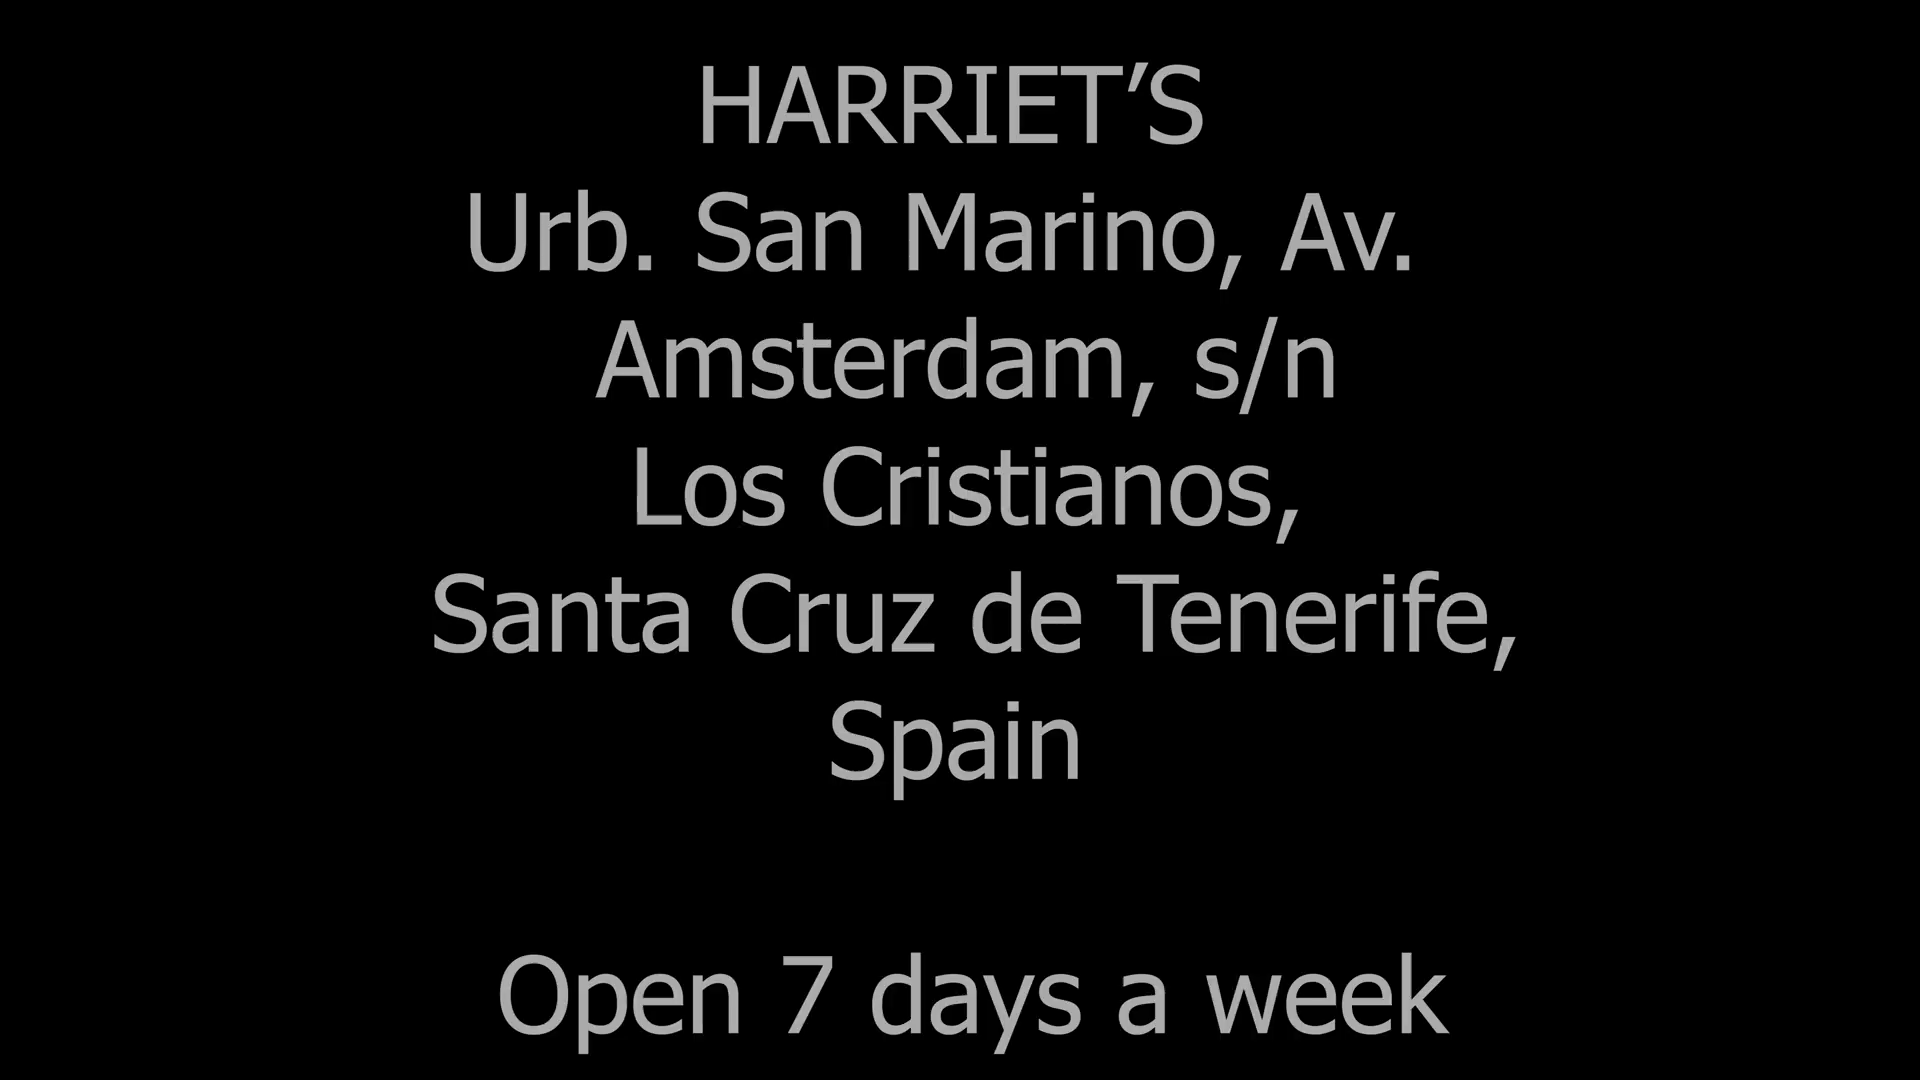 HARRIET’S
Urb. San Marino, Av.
Amsterdam, s/n
Los Cristianos,
Santa Cruz de Tenerife,
Spain
Open 7 days a week